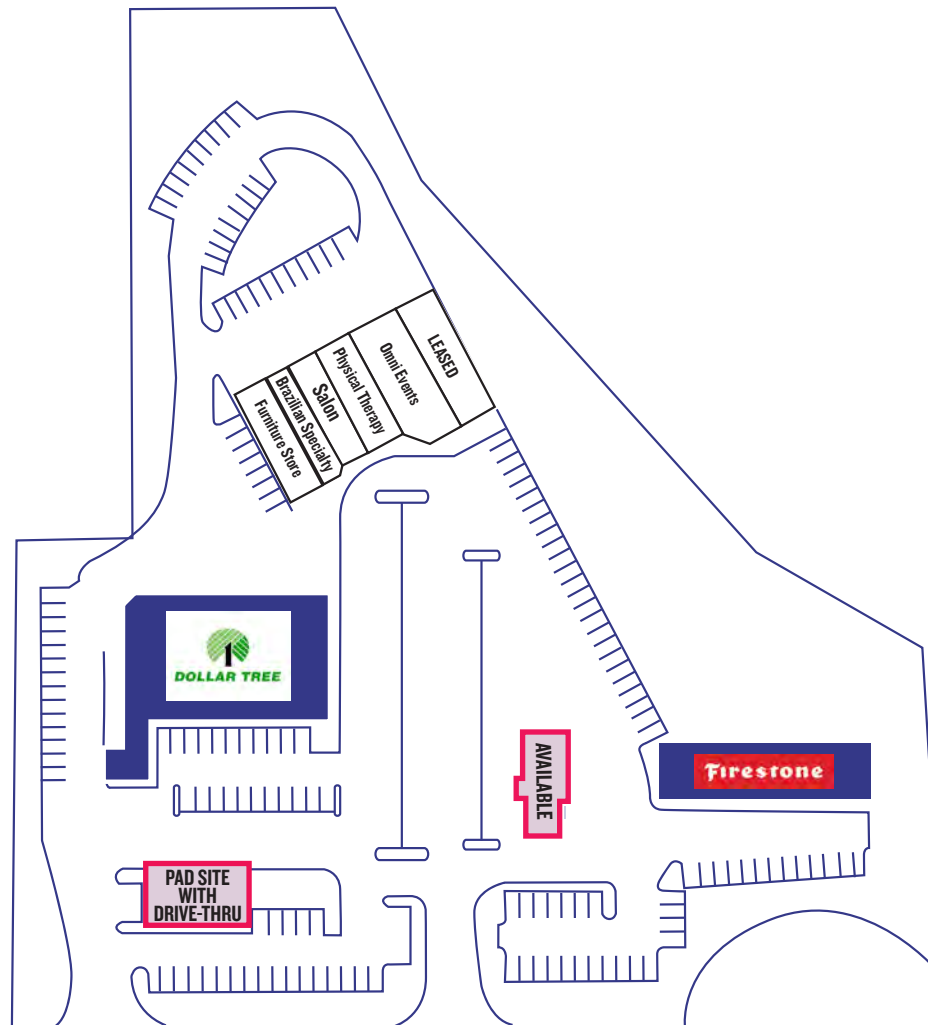 LEASED
Omni Events
Physical Therapy
Salon
Brazilian Specialty
Furniture Store
DOLLAR TREE
AVAILABLE
Firestone
PAD SITE
WITH
DRIVE-THRU